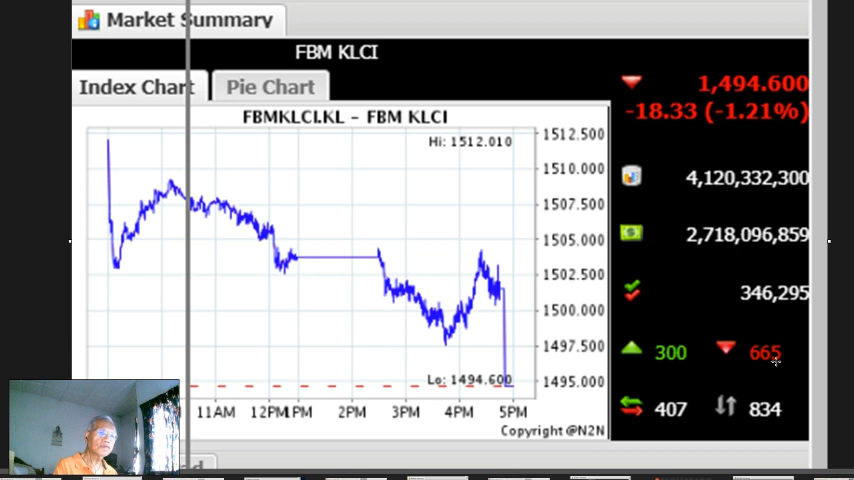 Market Summary
FBM KLCI
Index Chart
Pie Chart
1,494.600
-18.33 (-1.21%)
FBMKLCI.KL - FBM KLCI
Hi: 1512.010
1512.500
1510.000
1507.500
1505.000
1502.500
1500.000
1497.500
1495.000
Lo: 1494.600
11AM 12PM 1PM 2PM 3PM 4PM 5PM
Copyright @N2N
4,120,332,300
2,718,096,859
346,295
300 665
407 834